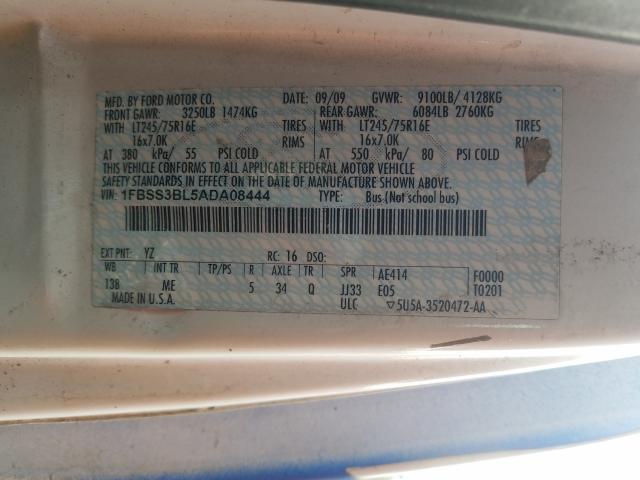 MFD. BY FORD MOTOR CO. DATE: 09/09 GVWR: 9100LB/ 4128KG
FRONT GAWR: 3250LB 1474KG REAR GAWR: 6084LB 2760KG
WITH LT245/75R16E TIRES WITH LT245/75R16E TIRES
16x7.0K RIMS 16x7.0K RIMS
AT 380 kPa/ 55 PSI COLD AT 550 kPa/ 80 PSI COLD
THIS VEHICLE CONFORMS TO ALL APPLICABLE FEDERAL MOTOR VEHICLE
SAFETY STANDARDS IN EFFECT ON THE DATE OF MANUFACTURE SHOWN ABOVE.
VIN: 1FBSS3BL5ADA08444 TYPE: Bus (Not school bus)
EXT PNT: YZ RC: 16 DSO:
WB INT TR TP/PS R AXLE TR SPR AE414 F0000
138 ME 5 34 Q JJ33 E05 T0201
MADE IN U.S.A. ULC ▽5U5A-3520472-AA